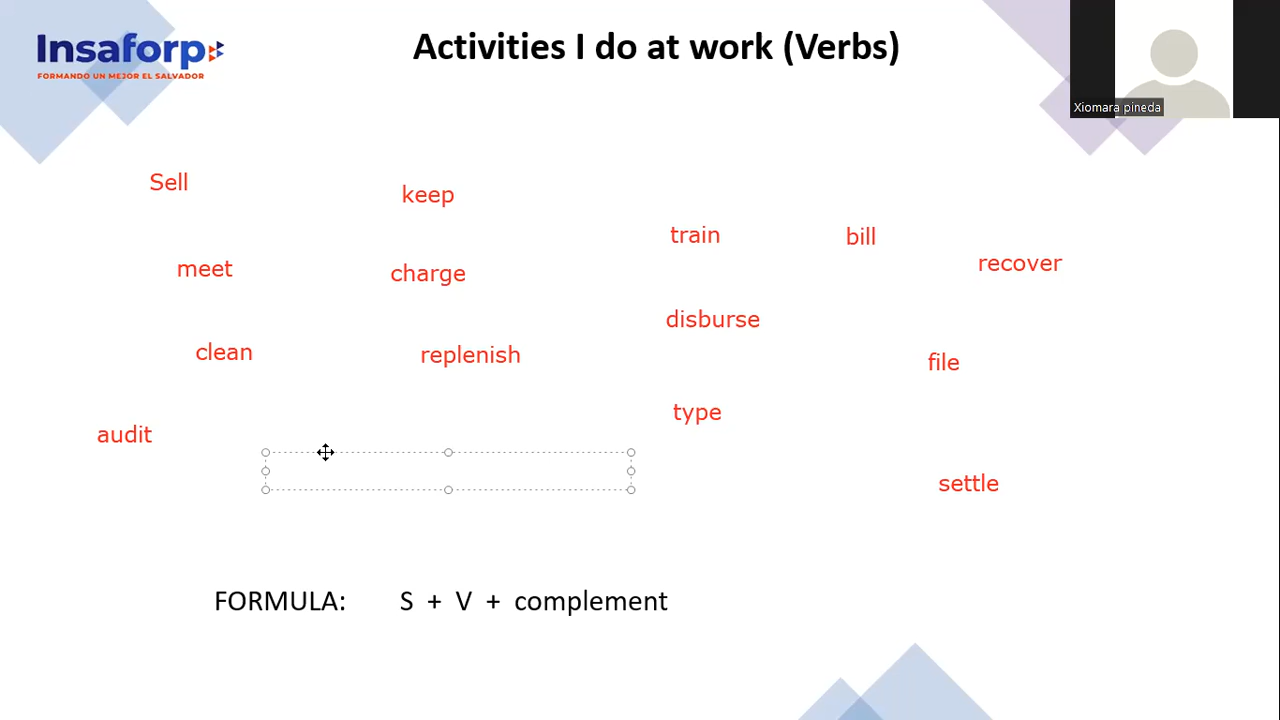 Insaforp
FORMANDO UN MEJOR EL SALVADOR
Activities I do at work (Verbs)
Xiomara pineda
Sell
keep
train
bill
recover
meet
charge
disburse
clean
replenish
file
type
audit
settle
FORMULA: S + V + complement